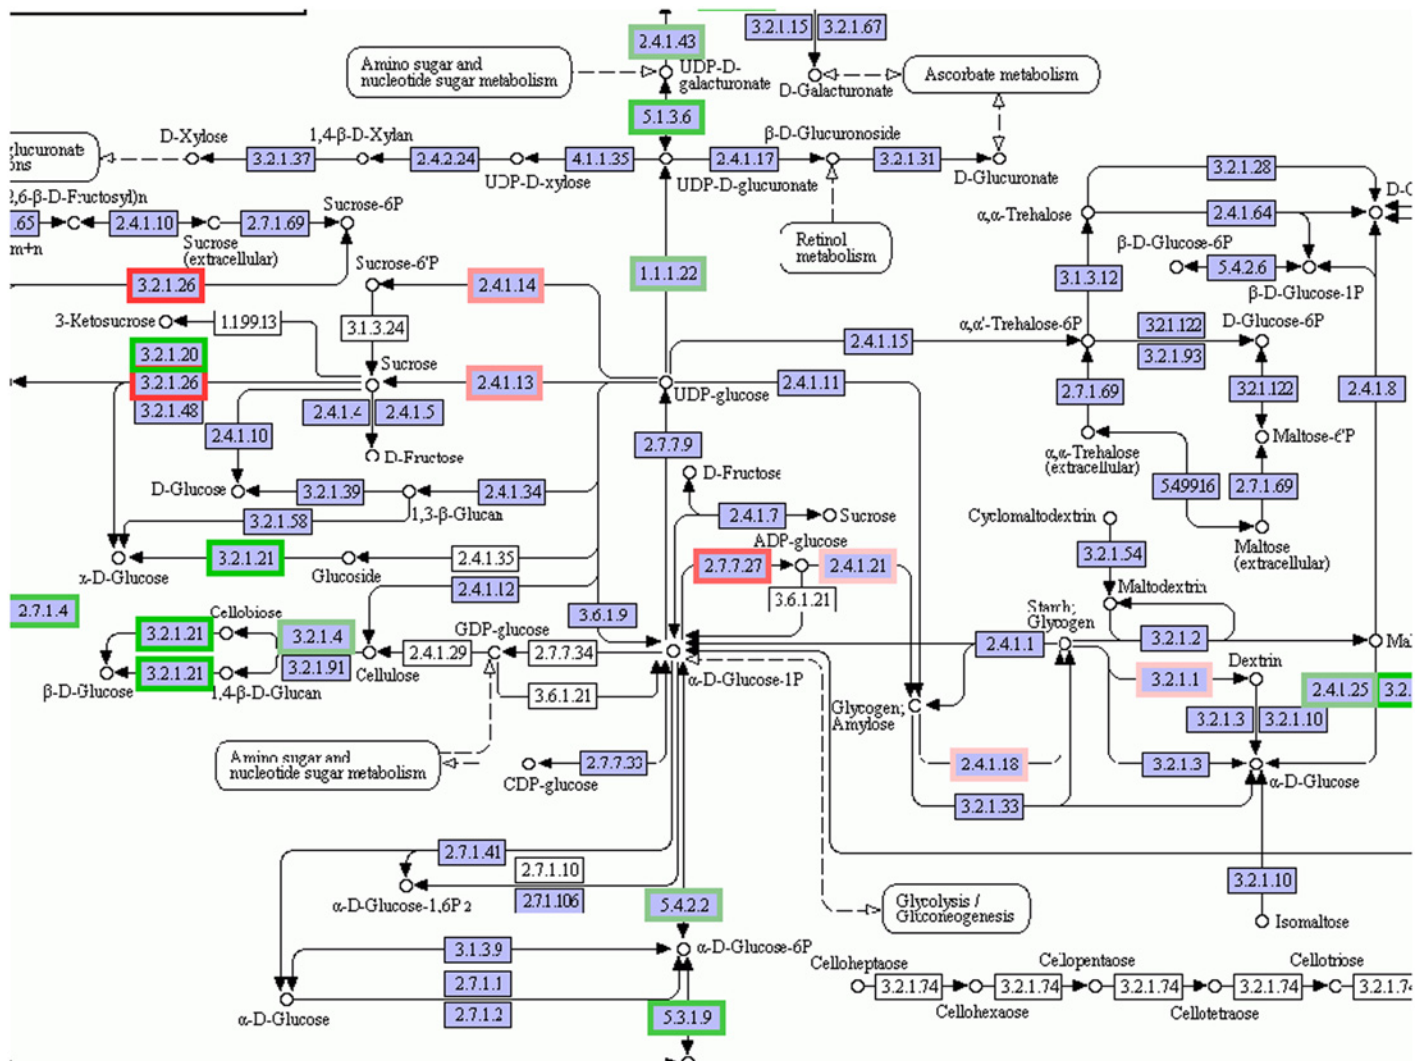 2.4.1.43
3.2.1.15
3.2.1.67
Amino sugar and
nucleotide sugar metabolism
UDP-D-
galacturonate
D-Galacturonate
Ascorbate metabolism
5.1.3.6
D-Xylose
1,4-β-D-Xylan
β-D-Glucuronoside
glucuronate
ons
3.2.1.37
2.4.2.24
4.1.1.35
2.4.1.17
3.2.1.31
UDP-D-xylose
UDP-D-glucuronate
D-Glucuronate
3.2.1.28
2,6-β-D-Fructosyl)n
Sucrose-6P
.65
2.4.1.10
2.7.1.69
m+n
Sucrose
(extracellular)
α,α-Trehalose
2.4.1.64
Retinol
metabolism
β-D-Glucose-6P
5.4.2.6
β-D-Glucose-1P
3.1.3.12
Sucrose-6'P
1.1.1.22
3.2.1.26
2.4.1.14
3-Ketosucrose
1.1.99.13
3.1.3.24
α,α'-Trehalose-6P
3.2.1.122
D-Glucose-6P
3.2.1.93
2.4.1.15
3.2.1.20
3.2.1.26
3.2.1.48
Sucrose
2.4.1.13
UDP-glucose
2.4.1.11
2.7.1.69
3.2.1.122
2.4.1.8
2.4.1.4
2.4.1.5
2.4.1.10
D-Fructose
2.7.7.9
α,α-Trehalose
(extracellular)
Maltose-6'P
D-Glucose
3.2.1.39
2.4.1.34
1,3-β-Glucan
D-Fructose
5.4.99.16
2.7.1.69
3.2.1.58
2.4.1.7
Sucrose
Cyclomaltodextrin
ADP-glucose
Maltose
(extracellular)
α-D-Glucose
3.2.1.21
Glucoside
2.4.1.35
2.7.7.27
2.4.1.21
3.2.1.54
2.4.1.12
3.6.1.21
Maltodextrin
2.7.1.4
Cellobiose
3.6.1.9
Starch;
Glycogen
3.2.1.21
3.2.1.4
GDP-glucose
2.4.1.1
3.2.1.2
3.2.1.91
2.4.1.29
2.7.7.34
Cellulose
3.2.1.21
β-D-Glucose
1,4-β-D-Glucan
3.6.1.21
α-D-Glucose-1P
Dextrin
3.2.1.1
2.4.1.25
3.2.
Glycogen;
Amylose
3.2.1.3
3.2.1.10
Amino sugar and
nucleotide sugar metabolism
2.7.7.33
CDP-glucose
2.4.1.18
3.2.1.3
α-D-Glucose
3.2.1.33
2.7.1.41
2.7.1.10
2.7.1.106
α-D-Glucose-1,6P2
5.4.2.2
Glycolysis /
Gluconeogenesis
3.2.1.10
Isomaltose
3.1.3.9
α-D-Glucose-6P
2.7.1.1
2.7.1.2
α-D-Glucose
5.3.1.9
Celloheptaose
Cellopentaose
Cellotriose
3.2.1.74
3.2.1.74
3.2.1.74
3.2.1.74
3.2.1.74
Cellohexaose
Cellotetraose